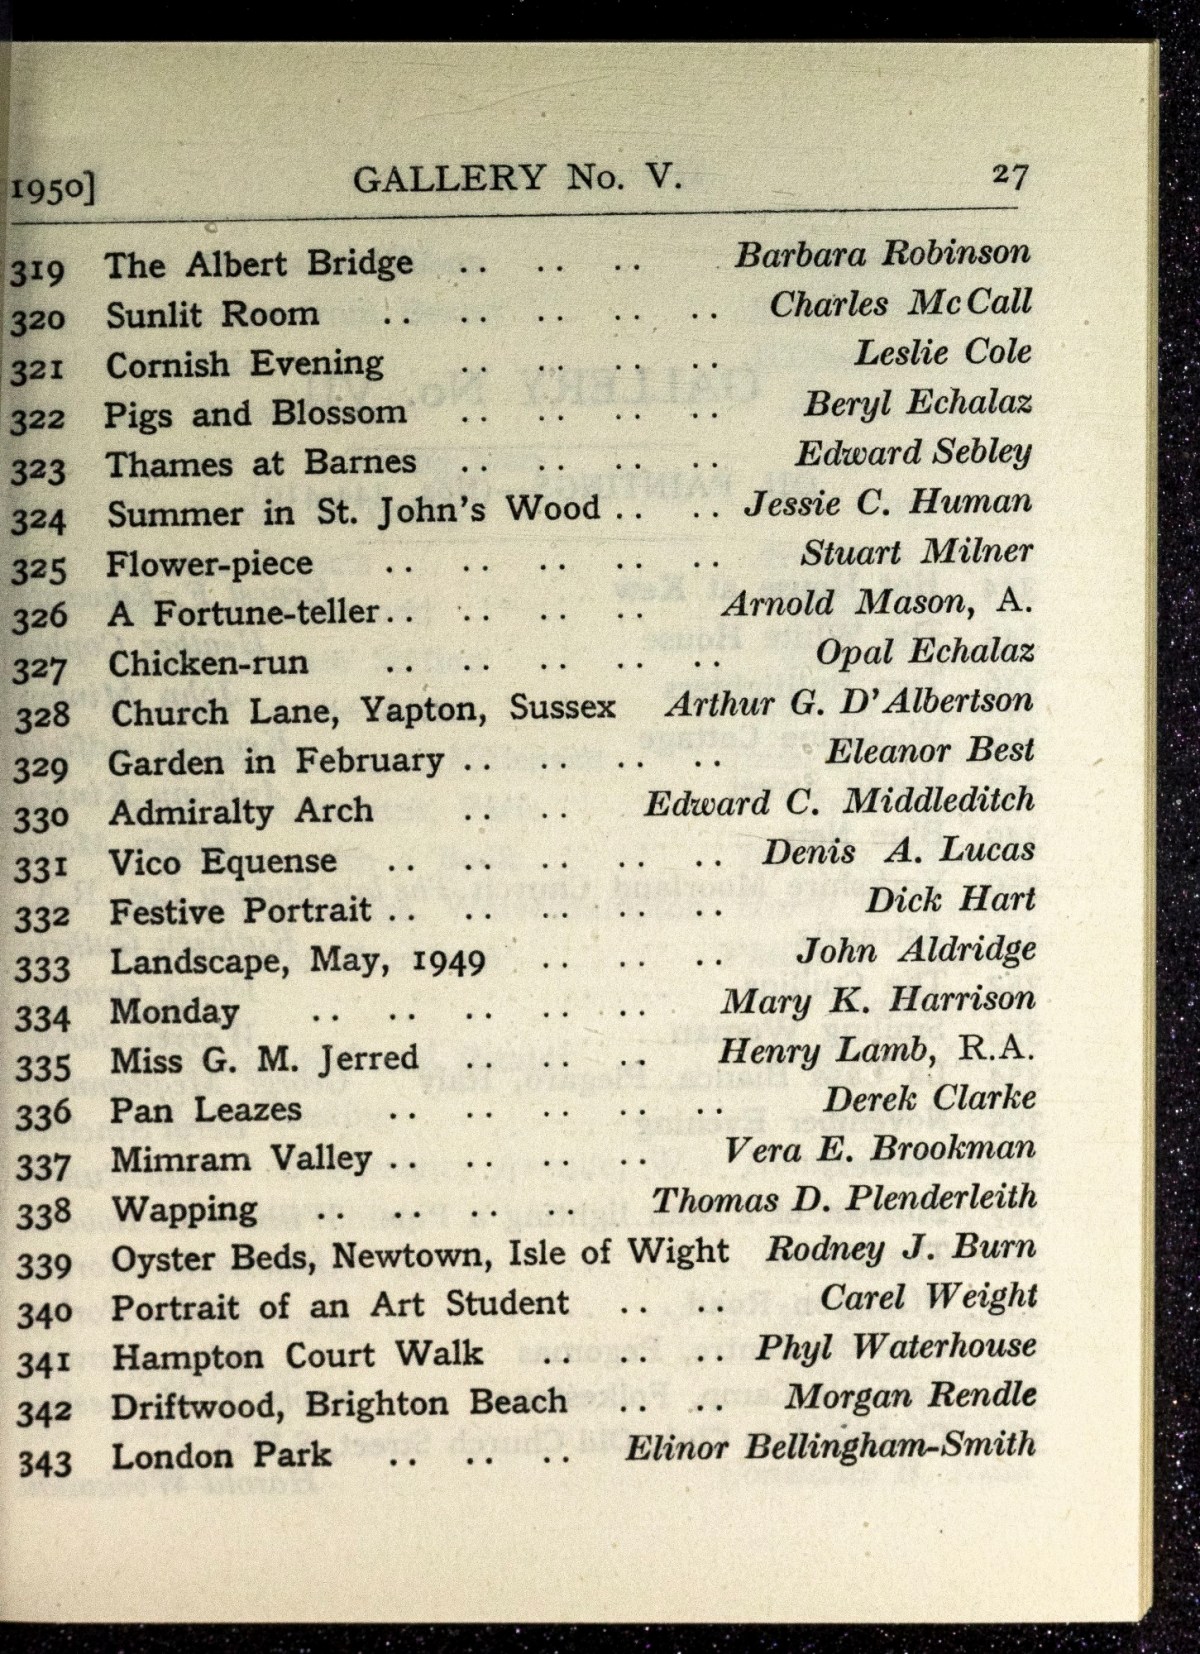 1950] GALLERY No. V. 27
319 The Albert Bridge .. .. .. Barbara Robinson
320 Sunlit Room .. .. .. .. .. Charles McCall
321 Cornish Evening .. .. .. .. Leslie Cole
322 Pigs and Blossom .. .. .. .. Beryl Echalaz
323 Thames at Barnes .. .. .. .. Edward Sebley
324 Summer in St. John's Wood .. .. Jessie C. Human
325 Flower-piece .. .. .. .. .. Stuart Milner
326 A Fortune-teller .. .. .. .. Arnold Mason, A.
327 Chicken-run .. .. .. .. .. Opal Echalaz
328 Church Lane, Yapton, Sussex Arthur G. D'Albertson
329 Garden in February .. .. .. .. Eleanor Best
330 Admiralty Arch .. .. Edward C. Middleditch
331 Vico Equense .. .. .. .. .. Denis A. Lucas
332 Festive Portrait .. .. .. .. .. Dick Hart
333 Landscape, May, 1949 .. .. .. John Aldridge
334 Monday .. .. .. .. .. Mary K. Harrison
335 Miss G. M. Jerred .. .. .. Henry Lamb, R.A.
336 Pan Leazes .. .. .. .. .. Derek Clarke
337 Mimram Valley .. .. .. .. Vera E. Brookman
338 Wapping .. .. .. .. Thomas D. Plenderleith
339 Oyster Beds, Newtown, Isle of Wight Rodney J. Burn
340 Portrait of an Art Student .. .. Carel Weight
341 Hampton Court Walk .. .. .. Phyl Waterhouse
342 Driftwood, Brighton Beach .. .. Morgan Rendle
343 London Park .. .. .. Elinor Bellingham-Smith